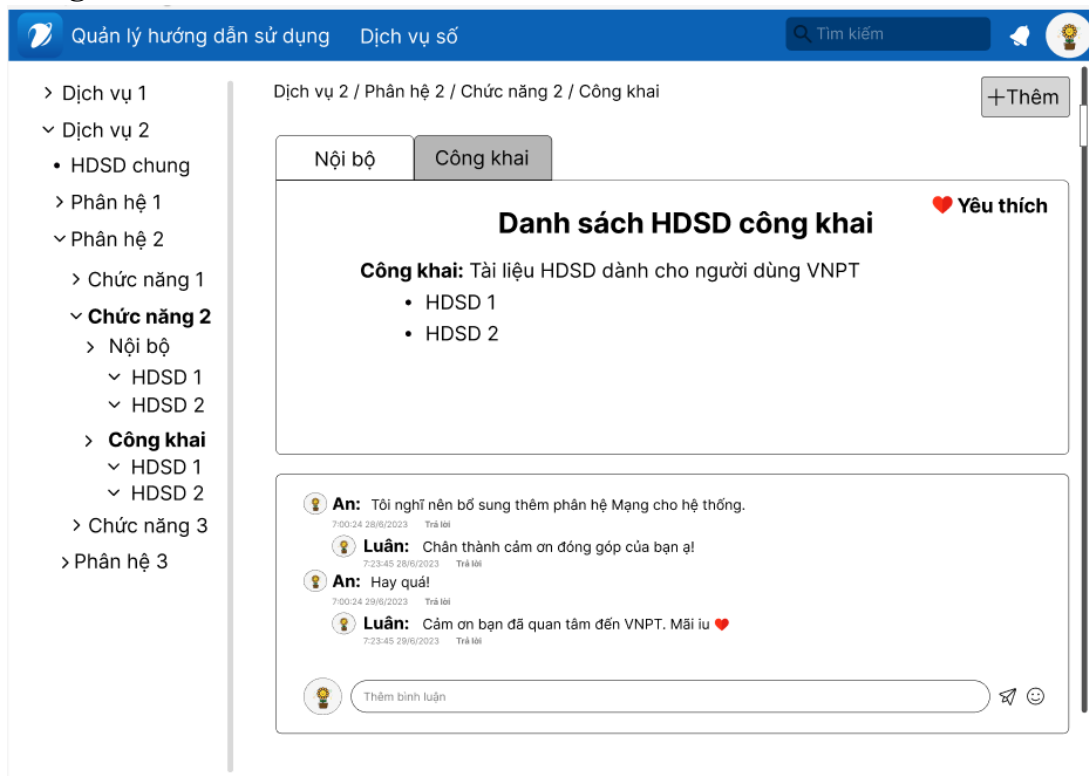 Quản lý hướng dẫn sử dụng Dịch vụ số Tìm kiếm
Dịch vụ 1
Dịch vụ 2
HDSD chung
Phân hệ 1
Phân hệ 2
Chức năng 1
Chức năng 2
Nội bộ
HDSD 1
HDSD 2
Công khai
HDSD 1
HDSD 2
Chức năng 3
Phân hệ 3
Dịch vụ 2 / Phân hệ 2 / Chức năng 2 / Công khai
+Thêm
Nội bộ Công khai
Yêu thích
Danh sách HDSD công khai
Công khai: Tài liệu HDSD dành cho người dùng VNPT
• HDSD 1
• HDSD 2
An: Tôi nghĩ nên bổ sung thêm phân hệ Mạng cho hệ thống.
7:00:24 28/6/2023 Trả lời
Luân: Chân thành cảm ơn đóng góp của bạn ạ!
7:23:45 28/6/2023 Trả lời
An: Hay quá!
7:00:24 29/6/2023 Trả lời
Luân: Cảm ơn bạn đã quan tâm đến VNPT. Mãi iu ❤
7:23:45 29/6/2023 Trả lời
Thêm bình luận